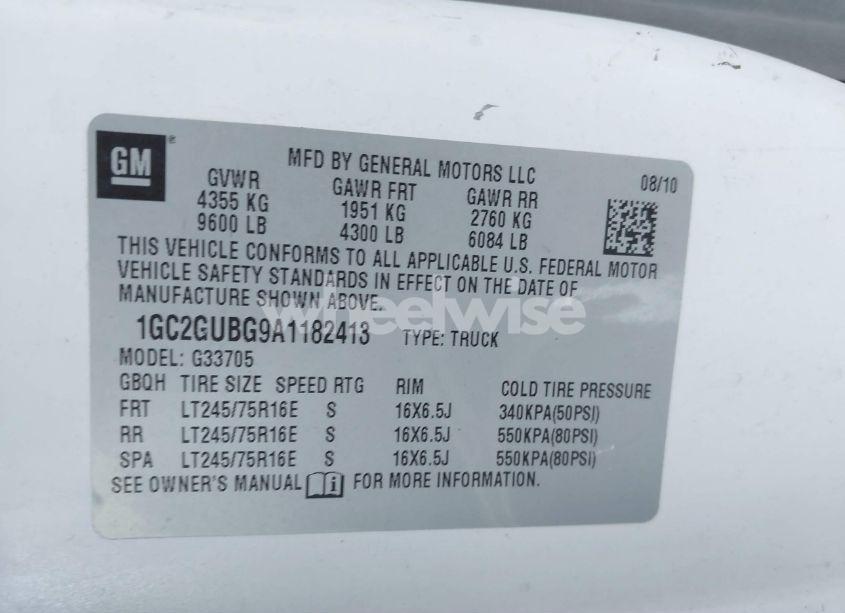 GM ®
MFD BY GENERAL MOTORS LLC
08/10
GVWR GAWR FRT GAWR RR
4355 KG 1951 KG 2760 KG
9600 LB 4300 LB 6084 LB
THIS VEHICLE CONFORMS TO ALL APPLICABLE U.S. FEDERAL MOTOR
VEHICLE SAFETY STANDARDS IN EFFECT ON THE DATE OF
MANUFACTURE SHOWN ABOVE.
wheelwise
1GC2GUBG9A1182413 TYPE: TRUCK
MODEL: G33705
GBQH TIRE SIZE SPEED RTG RIM COLD TIRE PRESSURE
FRT LT245/75R16E S 16X6.5J 340KPA(50PSI)
RR LT245/75R16E S 16X6.5J 550KPA(80PSI)
SPA LT245/75R16E S 16X6.5J 550KPA(80PSI)
SEE OWNER'S MANUAL i FOR MORE INFORMATION.